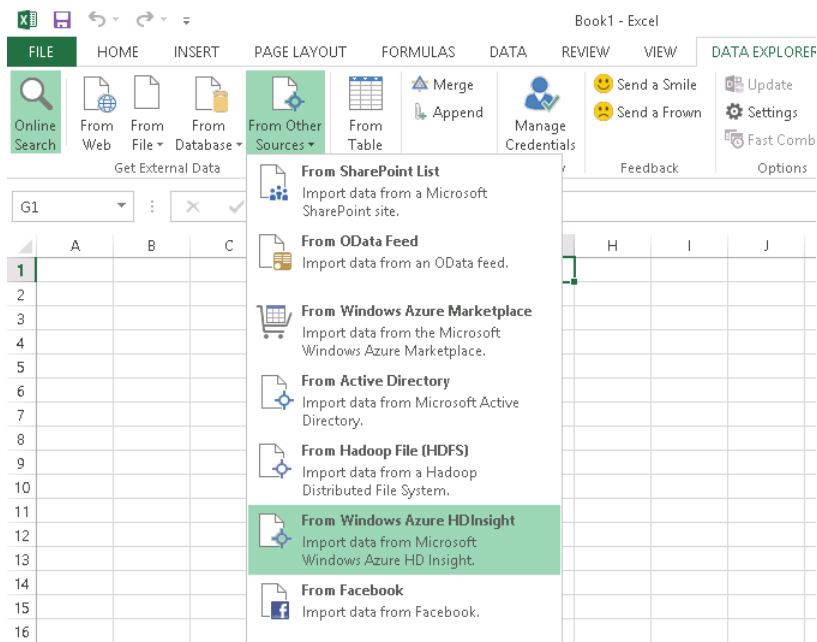 Book1 - Excel
FILE HOME INSERT PAGE LAYOUT FORMULAS DATA REVIEW VIEW DATA EXPLORER
Online Search
From Web
From File
From Database
From Other Sources
From Table
Merge
Append
Manage Credentials
Send a Smile
Send a Frown
Update
Settings
Fast Comb
Get External Data
Feedback
Options
G1
A B C H I J
From SharePoint List
Import data from a Microsoft
SharePoint site.
From OData Feed
Import data from an OData feed.
From Windows Azure Marketplace
Import data from the Microsoft
Windows Azure Marketplace.
From Active Directory
Import data from Microsoft Active
Directory.
From Hadoop File (HDFS)
Import data from a Hadoop
Distributed File System.
From Windows Azure HDInsight
Import data from Microsoft
Windows Azure HD Insight.
From Facebook
Import data from Facebook.
1
2
3
4
5
6
7
8
9
10
11
12
13
14
15
16